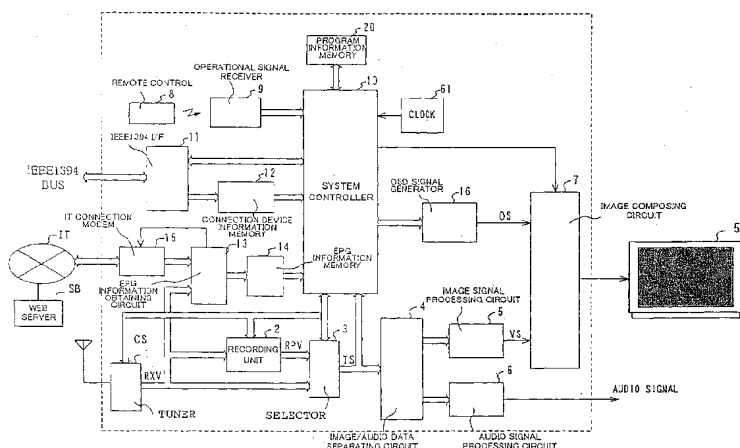 20
PROGRAM
INFORMATION
MEMORY
REMOTE CONTROL
8
OPERATIONAL SIGNAL
RECEIVER
9
10
61
CLOCK
IEEE1394 I/F
11
IEEE1394
BUS
12
CONNECTION DEVICE
INFORMATION
MEMORY
SYSTEM
CONTROLLER
OSD SIGNAL
GENERATOR
16
OS
7
IMAGE COMPOSING
CIRCUIT
IT CONNECTION
MODEM
IT
15
13
14
EPG
INFORMATION
MEMORY
EPG
INFORMATION
OBTAINING
CIRCUIT
SB
WEB
SERVER
IMAGE SIGNAL
PROCESSING CIRCUIT
5
VS
4
CS
1
RXV
TUNER
2
RECORDING
UNIT
RPV
3
TS
SELECTOR
6
AUDIO SIGNAL
IMAGE/AUDIO DATA
SEPARATING CIRCUIT
AUDIO SIGNAL
PROCESSING CIRCUIT